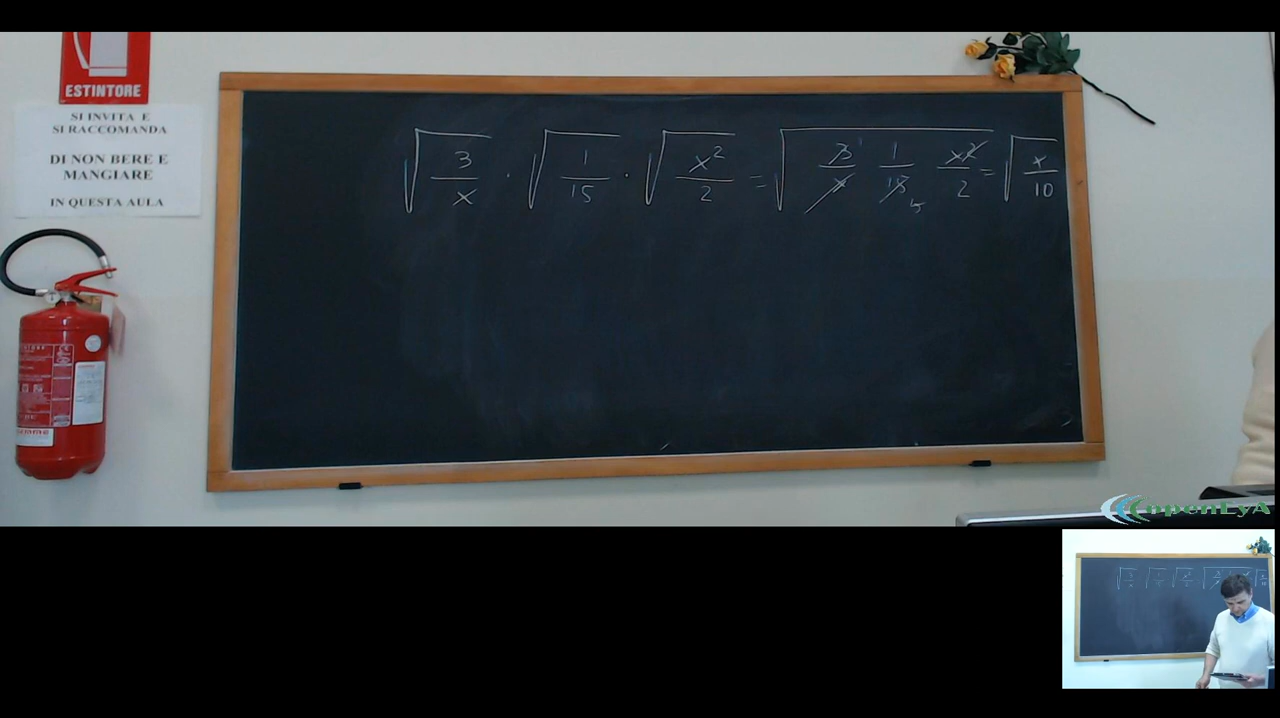 ESTINTORE
SI INVITA E
SI RACCOMANDA
DI NON BERE E
MANGIARE
IN QUESTA AULA
√(3/x) · √(1/15) · √(x²/2) = √(3/x 1/15 x²/2) = √(x/10)
openEyA